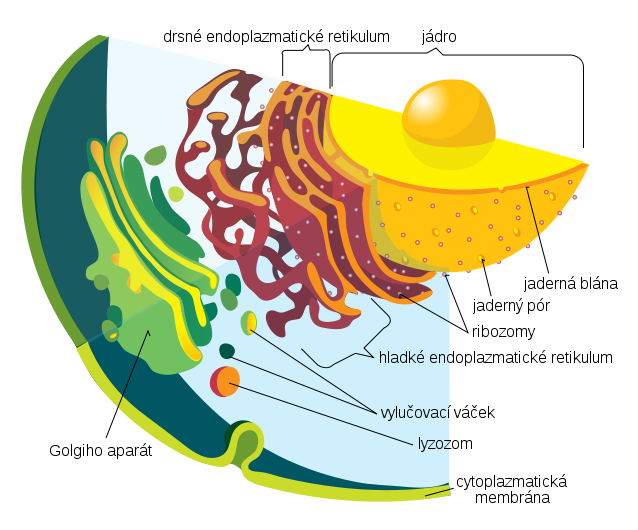 drsné endoplazmatické retikulum
jádro
jaderná blána
jaderný pór
ribozomy
hladké endoplazmatické retikulum
vylučovací váček
lyzozom
Golgiho aparát
cytoplazmatická
membrána